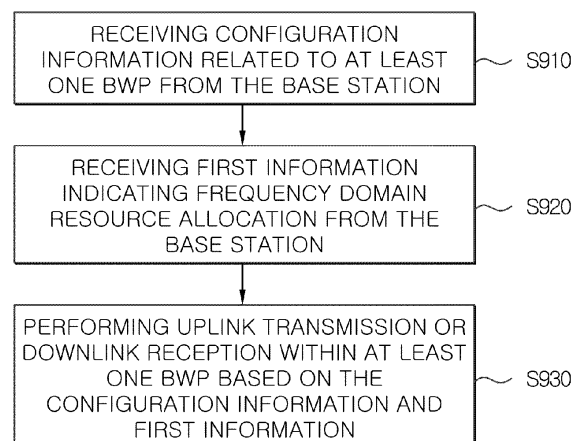 RECEIVING CONFIGURATION
INFORMATION RELATED TO AT LEAST
ONE BWP FROM THE BASE STATION
S910
RECEIVING FIRST INFORMATION
INDICATING FREQUENCY DOMAIN
RESOURCE ALLOCATION FROM THE
BASE STATION
S920
PERFORMING UPLINK TRANSMISSION OR
DOWNLINK RECEPTION WITHIN AT LEAST
ONE BWP BASED ON THE
CONFIGURATION INFORMATION AND
FIRST INFORMATION
S930